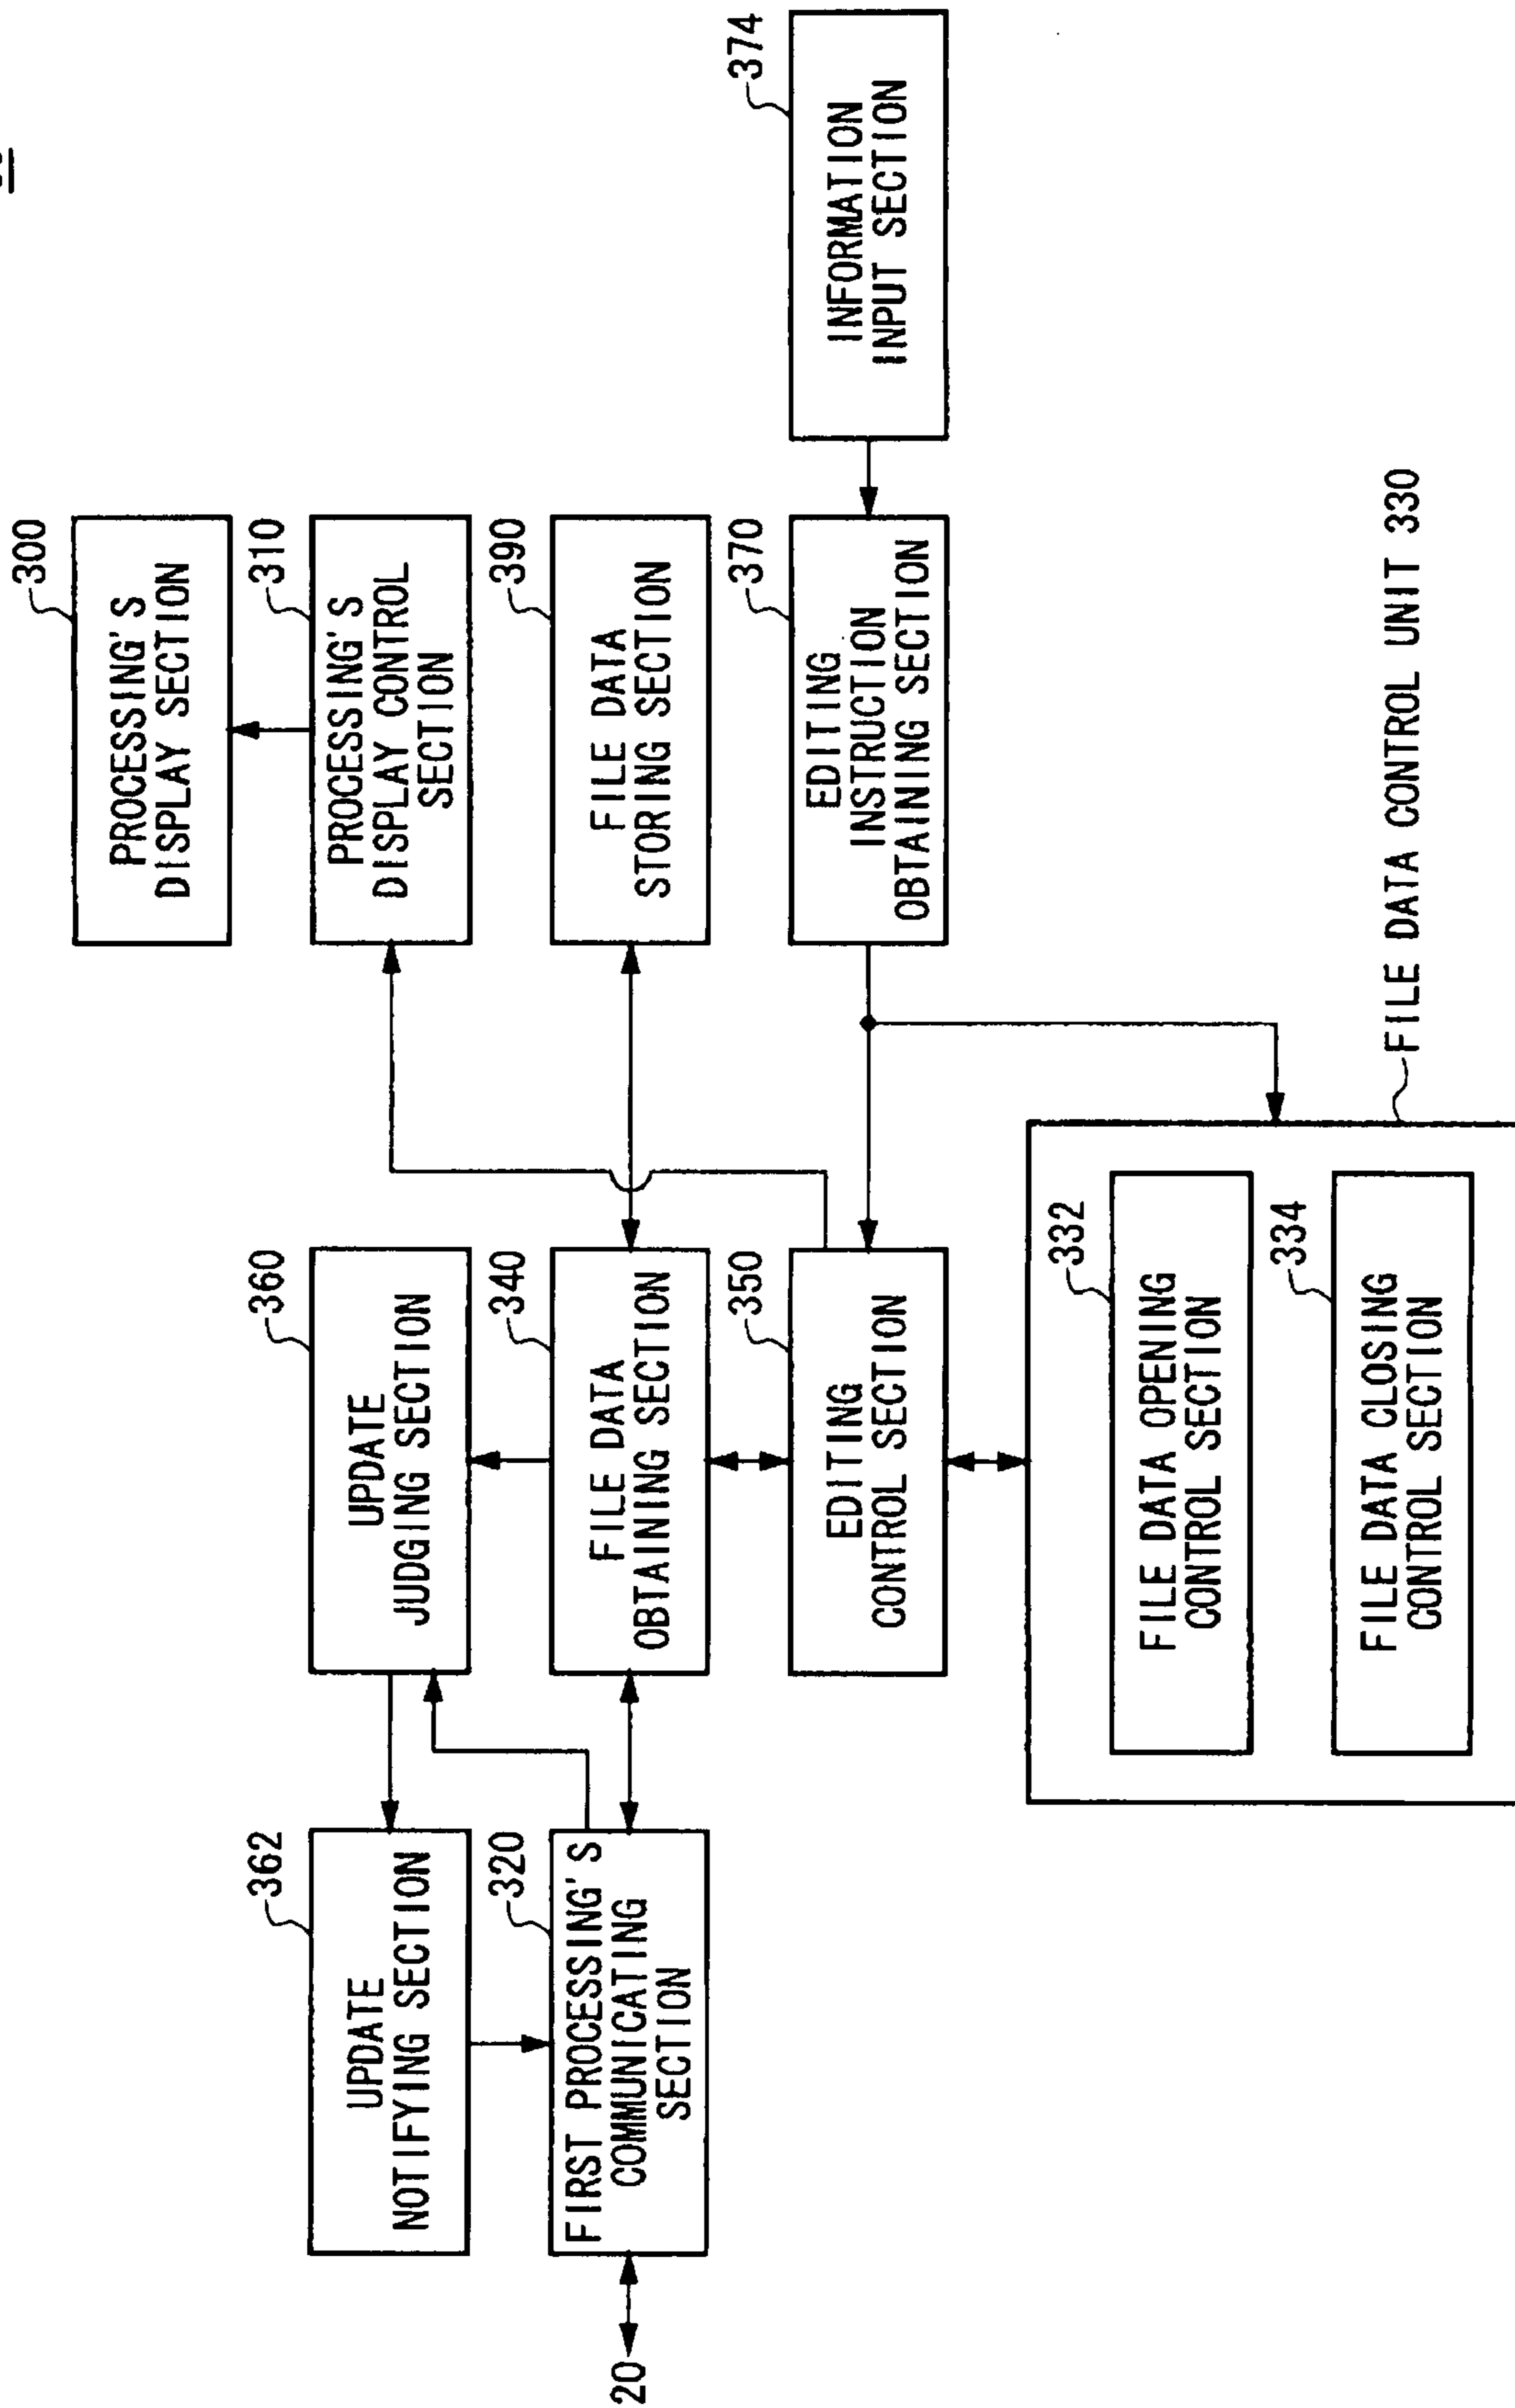 300
PROCESSING'S
DISPLAY SECTION
362
UPDATE
NOTIFYING SECTION
360
UPDATE
JUDGING SECTION
310
PROCESSING'S
DISPLAY CONTROL
SECTION
20
320
FIRST PROCESSING'S
COMMUNICATING
SECTION
340
FILE DATA
OBTAINING SECTION
390
FILE DATA
STORING SECTION
350
EDITING
CONTROL SECTION
370
EDITING
INSTRUCTION
OBTAINING SECTION
374
INFORMATION
INPUT SECTION
332
FILE DATA OPENING
CONTROL SECTION
334
FILE DATA CLOSING
CONTROL SECTION
FILE DATA CONTROL UNIT 330